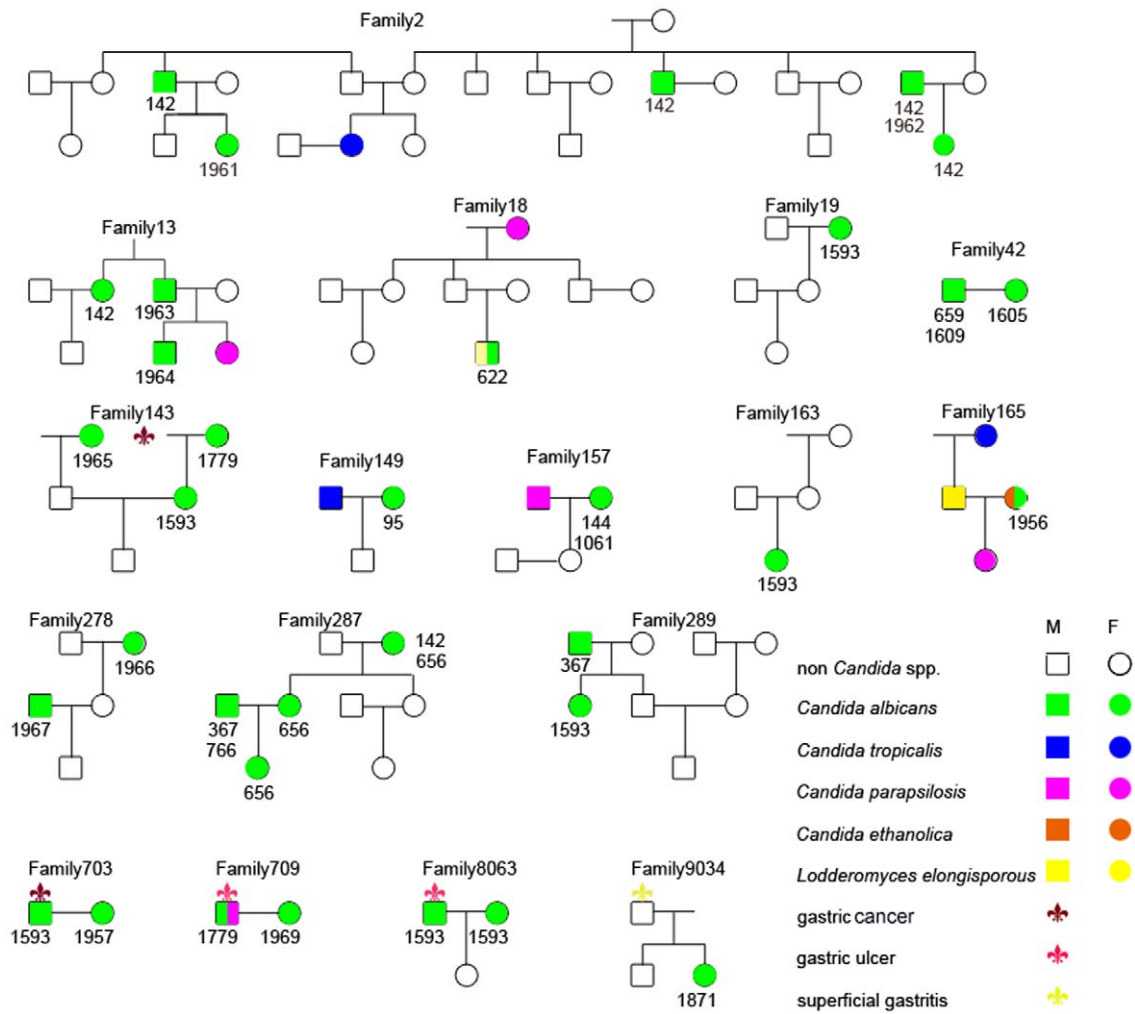 Family2
142
142
142
1962
1961
142
Family13
Family18
Family19
Family42
1593
142
1963
659
1609
1605
1964
622
Family143
Family163
Family165
1965
1779
Family149
Family157
1593
95
144
1061
1956
1593
Family278
Family287
Family289
M F
1966
142
656
367
non Candida spp.
1967
367
766
656
1593
Candida albicans
656
Candida tropicalis
Candida parapsilosis
Candida ethanolica
Family703
Family709
Family8063
Family9034
Lodderomyces elongisporous
1593
1957
1779
1969
1593
1593
gastric cancer
gastric ulcer
1871
superficial gastritis